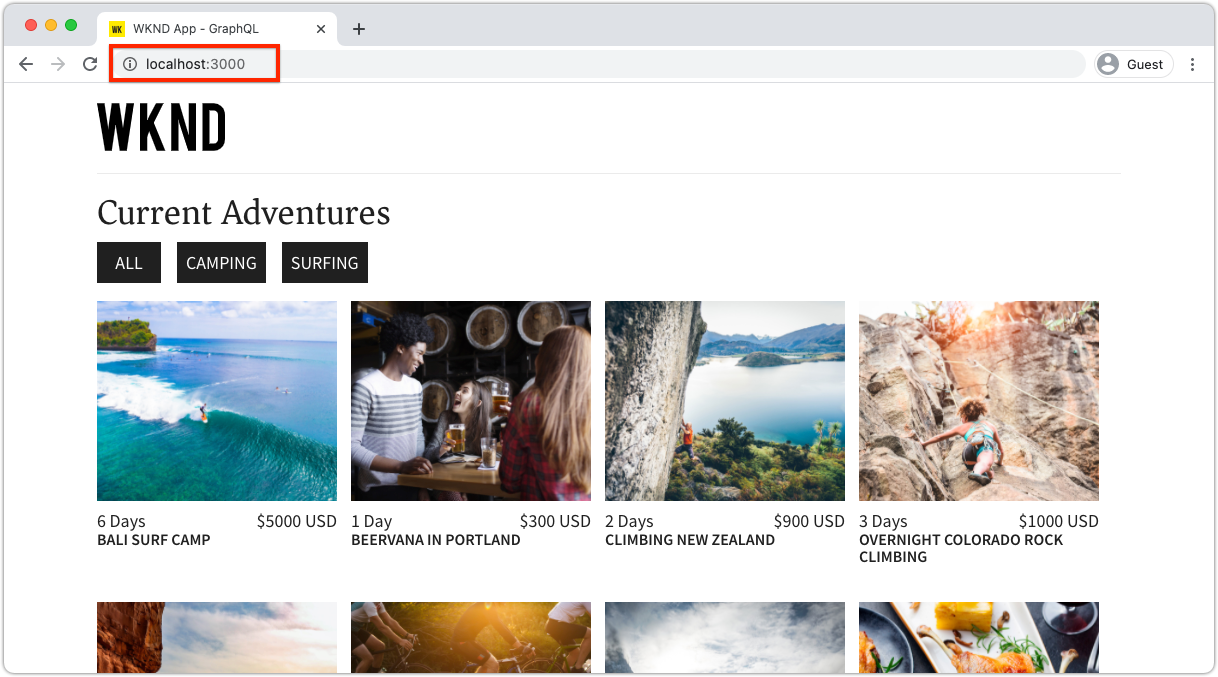 WK WKND App - GraphQL
localhost:3000
Guest
WKND
Current Adventures
ALL CAMPING SURFING
6 Days $5000 USD
BALI SURF CAMP
1 Day $300 USD
BEERVANA IN PORTLAND
2 Days $900 USD
CLIMBING NEW ZEALAND
3 Days $1000 USD
OVERNIGHT COLORADO ROCK
CLIMBING